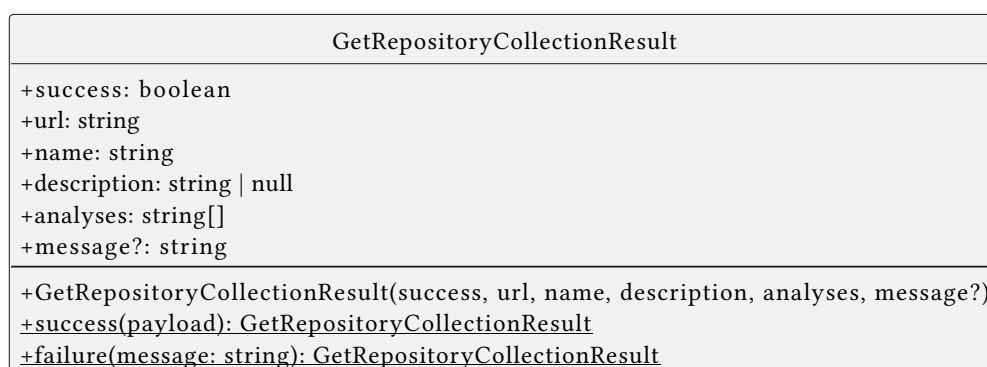 GetRepositoryCollectionResult
+success: boolean
+url: string
+name: string
+description: string | null
+analyses: string[]
+message?: string
+GetRepositoryCollectionResult(success, url, name, description, analyses, message?)
+success(payload): GetRepositoryCollectionResult
+failure(message: string): GetRepositoryCollectionResult